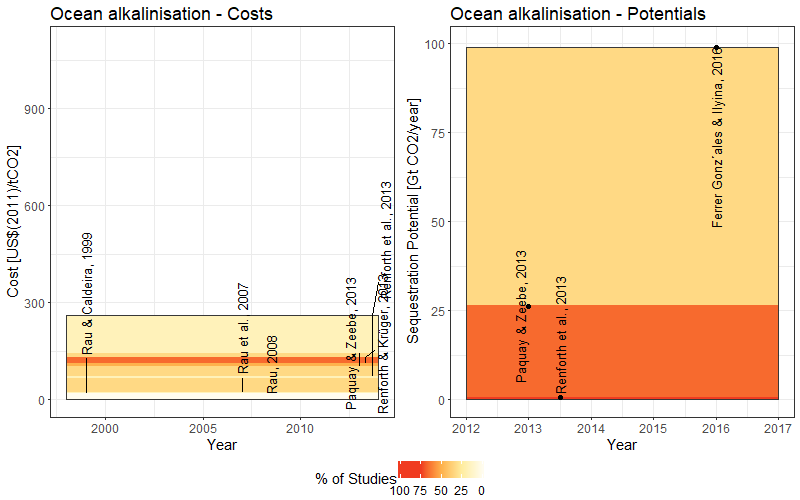 Ocean alkalinisation - Costs
Cost [US$(2011)/tCO2]
900
600
300
0
Rau & Caldeira, 1999
Rau et al. 2007
Rau, 2008
Paquay & Zeebe, 2013
Renforth & Krüger, 2013
Renforth et al., 2013
2000
2005
2010
Year
Ocean alkalinisation - Potentials
Sequestration Potential [Gt CO2/year]
100
75
50
25
0
Paquay & Zeebe, 2013
Renforth et al., 2013
Ferrer Gonz´ales & Ilyina, 2016
2012
2013
2014
2015
2016
2017
Year
% of Studies
100 75 50 25 0